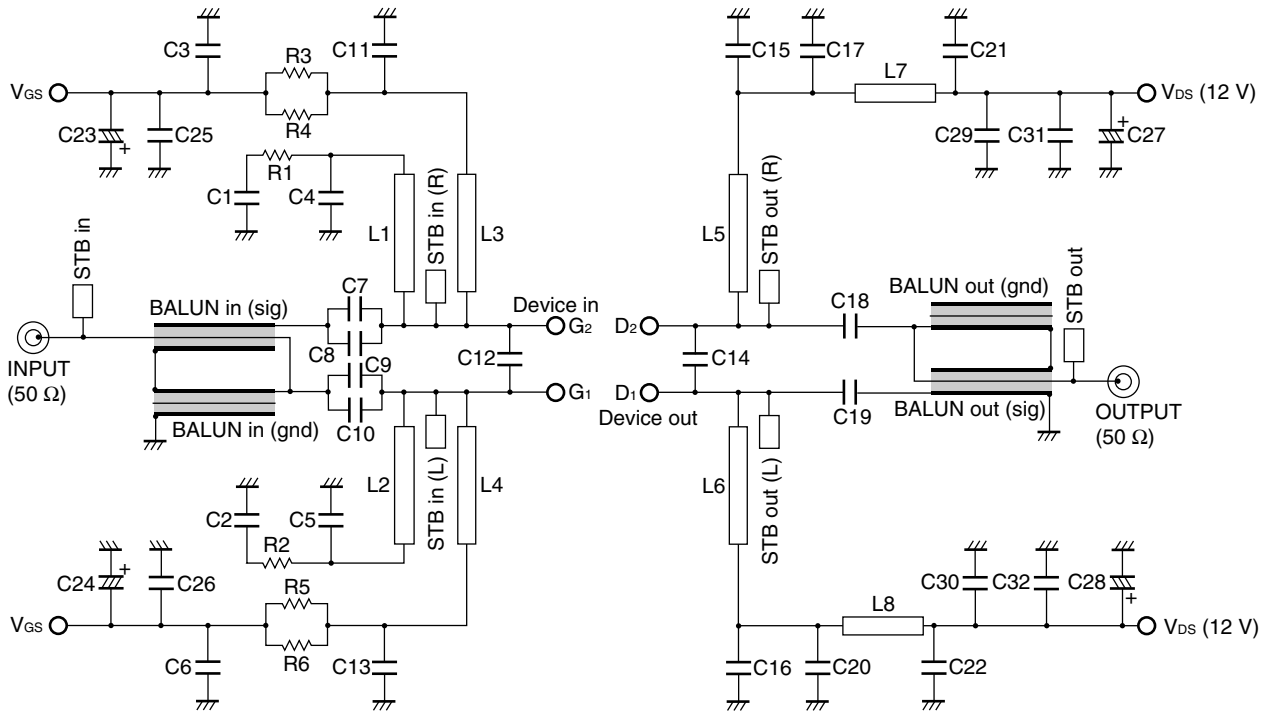 C3
C11
C15
C17
C21
R3
L7
VGS
VDS (12 V)
R4
C23
+
C25
C29
C31
+
C27
R1
C1
C4
STB in
L1
STB in (R)
L3
L5
STB out (R)
BALUN in (sig)
C7
Device in
G2
D2
C18
BALUN out (gnd)
STB out
INPUT
(50 Ω)
C8
C9
C12
C14
G1
D1
Device out
C19
BALUN in (gnd)
C10
BALUN out (sig)
OUTPUT
(50 Ω)
L2
STB in (L)
L4
L6
STB out (L)
C2
C5
R2
C24
+
C26
R5
C30
C32
C28
+
L8
VGS
VDS (12 V)
R6
C6
C13
C16
C20
C22